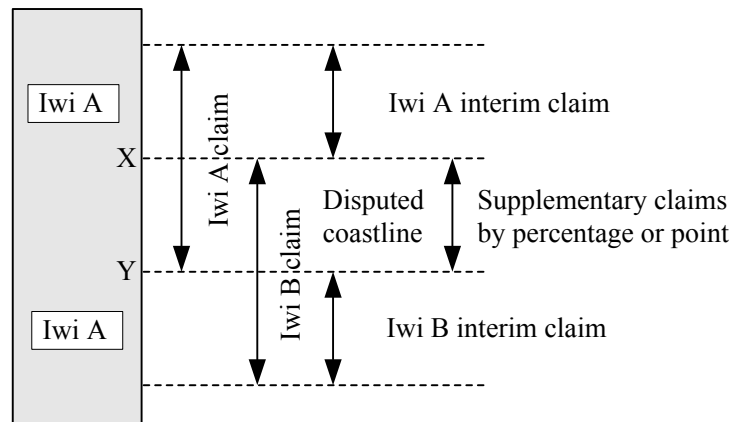 Iwi A
Iwi A interim claim
X
Iwi A claim
Disputed
coastline
Supplementary claims
by percentage or point
Y
Iwi B claim
Iwi A
Iwi B interim claim